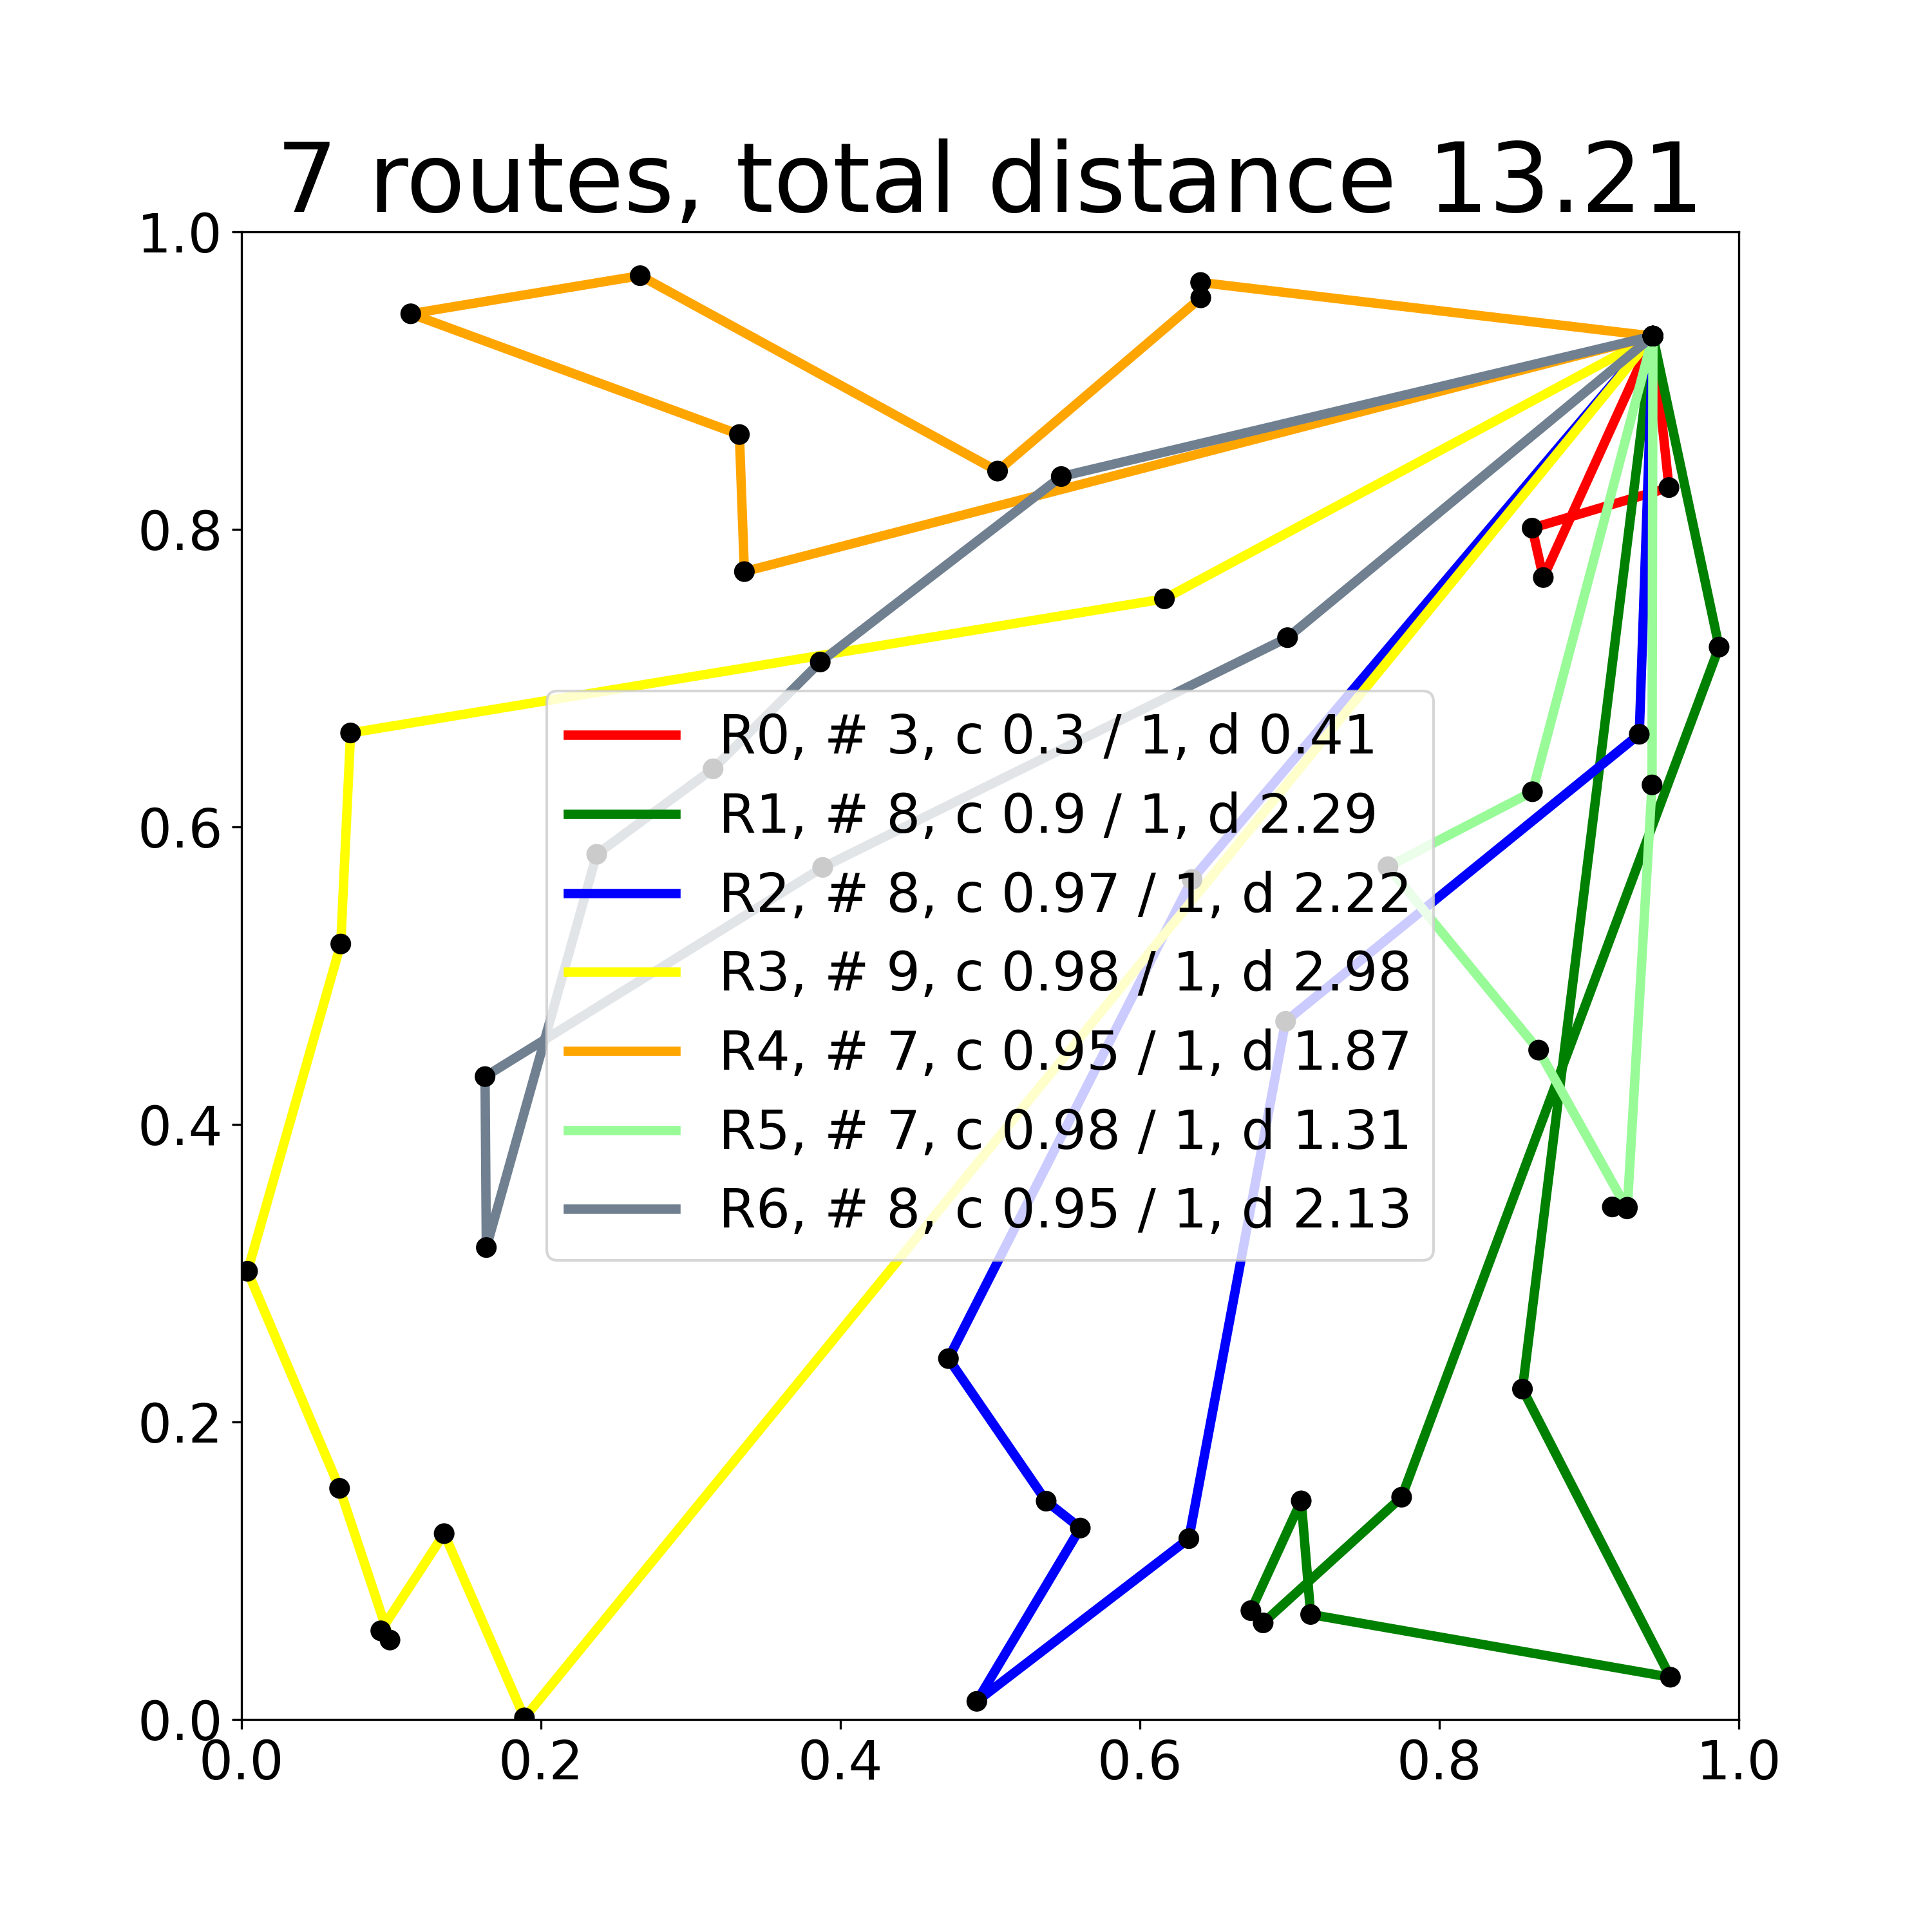 7 routes, total distance 13.21
1.0
0.8
0.6
0.4
0.2
0.0
R0, # 3, c 0.3 / 1, d 0.41
R1, # 8, c 0.9 / 1, d 2.29
R2, # 8, c 0.97 / 1, d 2.22
R3, # 9, c 0.98 / 1, d 2.98
R4, # 7, c 0.95 / 1, d 1.87
R5, # 7, c 0.98 / 1, d 1.31
R6, # 8, c 0.95 / 1, d 2.13
0.0 0.2 0.4 0.6 0.8 1.0